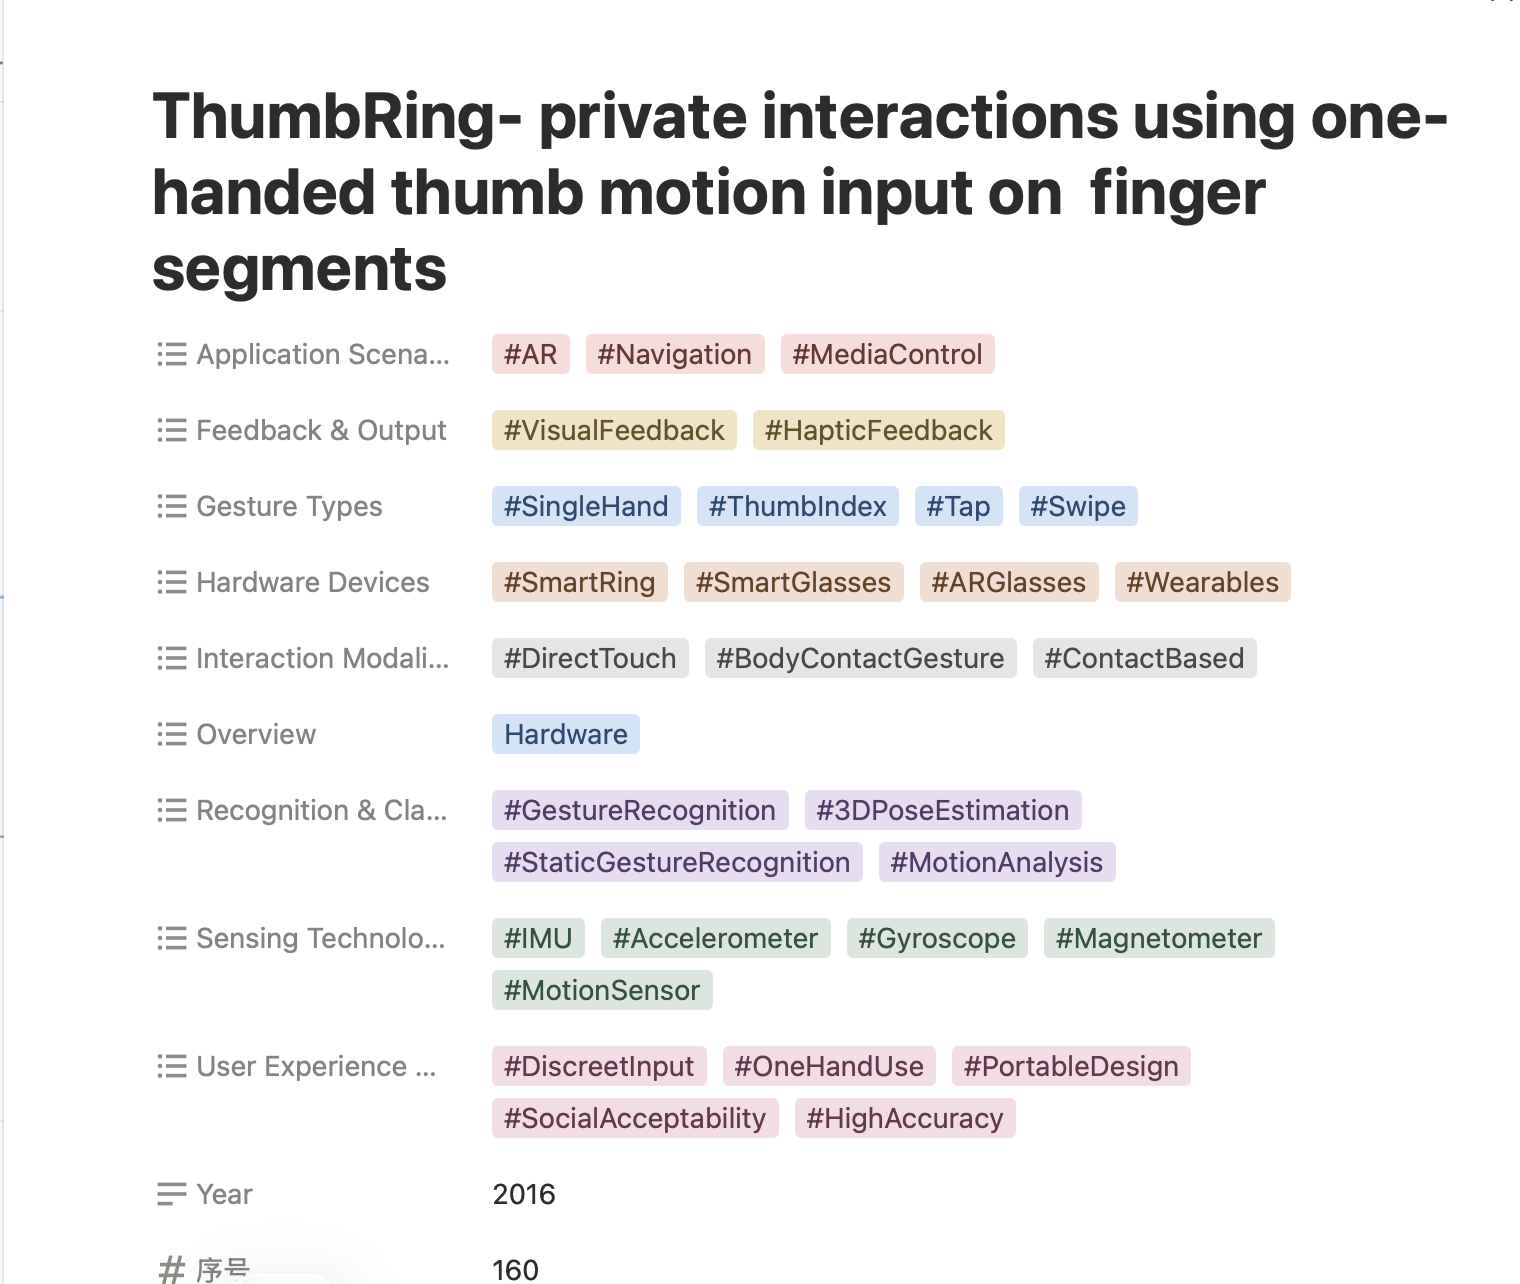 ThumbRing- private interactions using one-
handed thumb motion input on  finger
segments
Application Scena... #AR #Navigation #MediaControl
Feedback & Output #VisualFeedback #HapticFeedback
Gesture Types #SingleHand #ThumbIndex #Tap #Swipe
Hardware Devices #SmartRing #SmartGlasses #ARGlasses #Wearables
Interaction Modali... #DirectTouch #BodyContactGesture #ContactBased
Overview Hardware
Recognition & Cla... #GestureRecognition #3DPoseEstimation
#StaticGestureRecognition #MotionAnalysis
Sensing Technolo... #IMU #Accelerometer #Gyroscope #Magnetometer
#MotionSensor
User Experience ... #DiscreetInput #OneHandUse #PortableDesign
#SocialAcceptability #HighAccuracy
Year 2016
# 序号 160